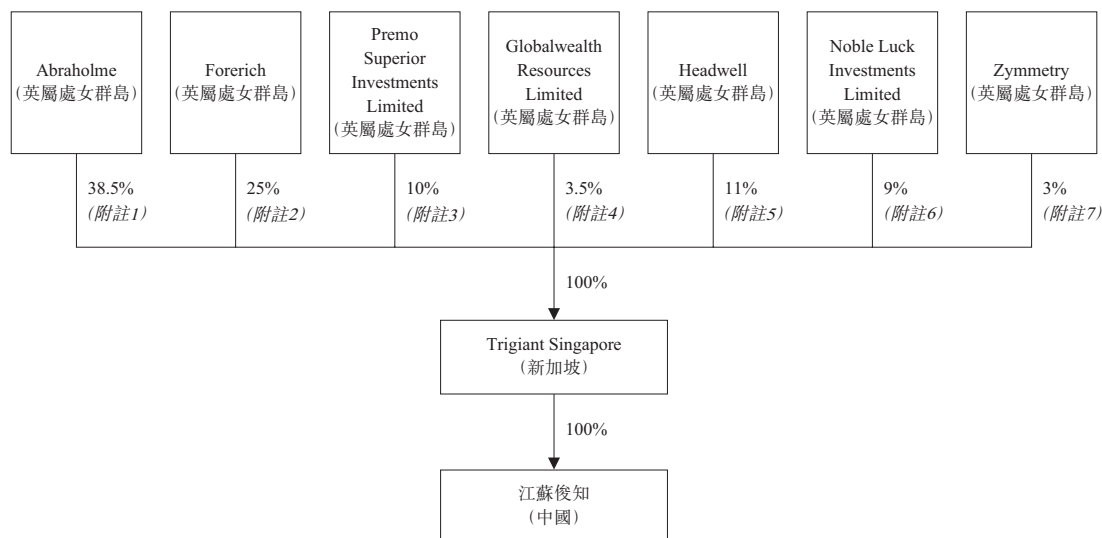 Abraholme
(英屬處女群島)
Forerich
(英屬處女群島)
Premo
Superior
Investments
Limited
(英屬處女群島)
Globalwealth
Resources
Limited
(英屬處女群島)
Headwell
(英屬處女群島)
Noble Luck
Investments
Limited
(英屬處女群島)
Zymmetry
(英屬處女群島)
38.5%
(附註1)
25%
(附註2)
10%
(附註3)
3.5%
(附註4)
11%
(附註5)
9%
(附註6)
3%
(附註7)
100%
Trigiant Singapore
(新加坡)
100%
江蘇俊知
(中國)